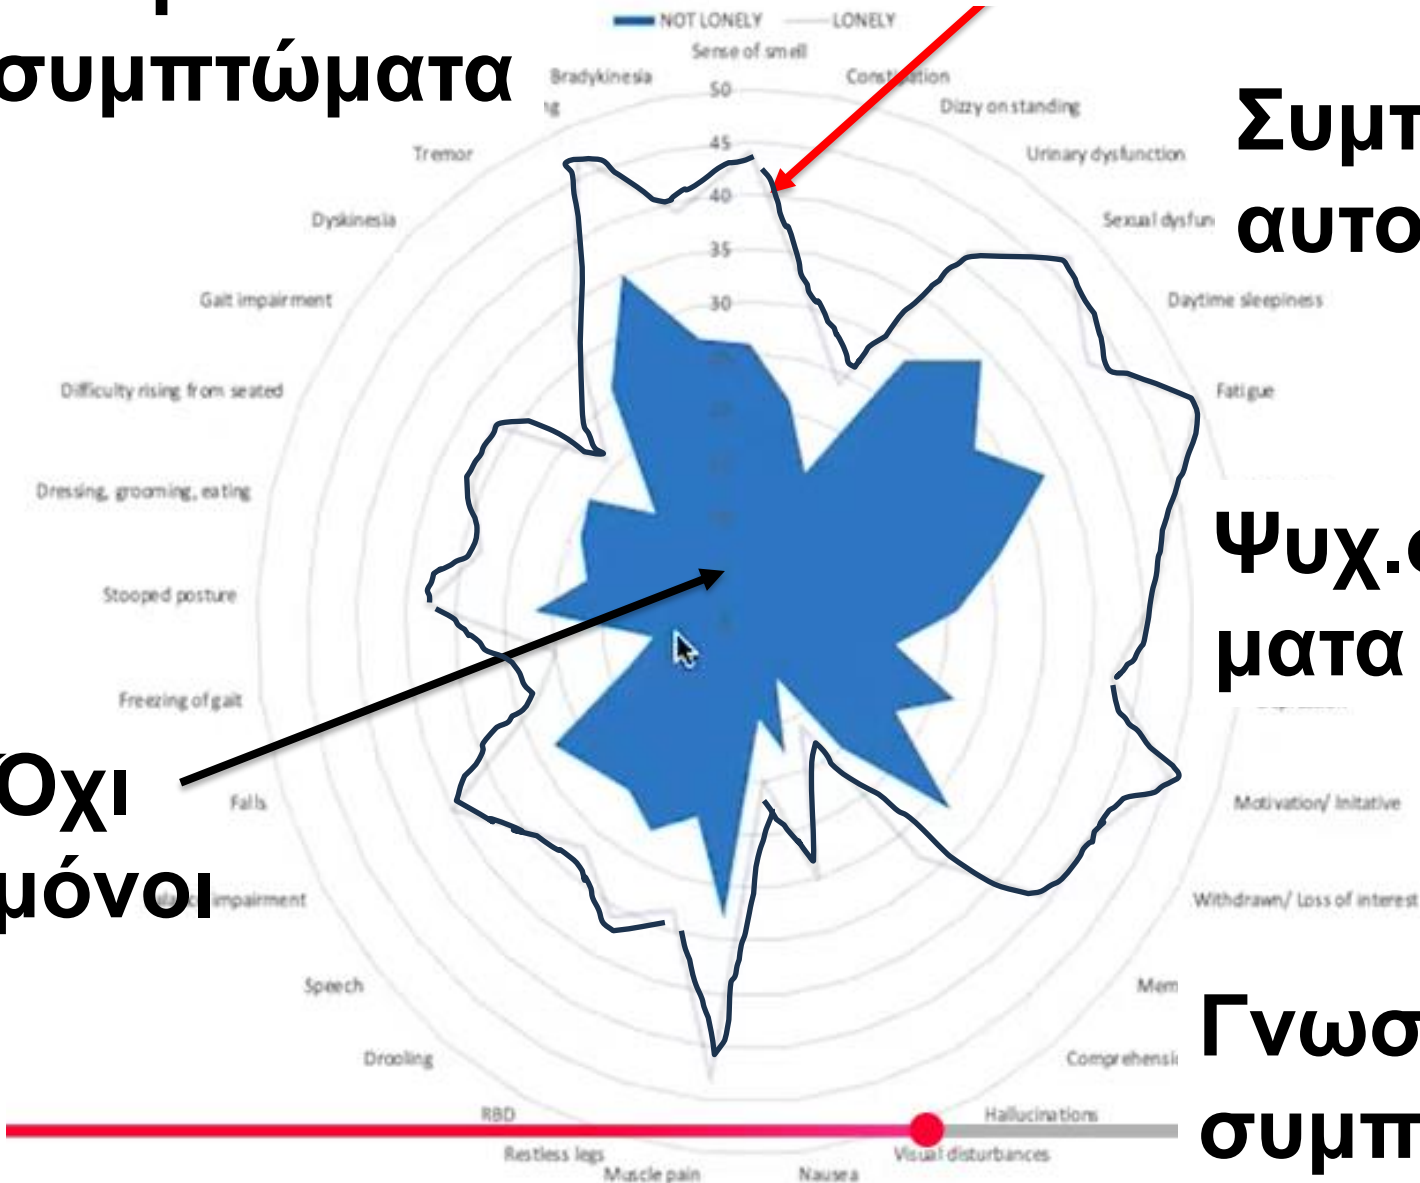 συμπτώματα
NOT LONELY LONELY
Sense of smell
Bradykinesia
Constipation
Dizzy on standing
Tremor
Urinary dysfunction
Dyskinesia
Sexual dysfun
Συμπ
αυτο
Gait impairment
Daytime sleepiness
Difficulty rising from seated
Fatigue
Dressing, grooming, eating
Stooped posture
Ψυχ.
ματα
Freezing of gait
Όχι
μόνοι
Falls
Motivation/ Initative
impairment
Withdrawn/ Loss of interest
Speech
Mem
Γνωσ
συμπ
Drooling
Comprehensi
RBD
Hallucinations
Restless legs
Visual disturbances
Muscle pain
Nausea
50
45
40
35
30